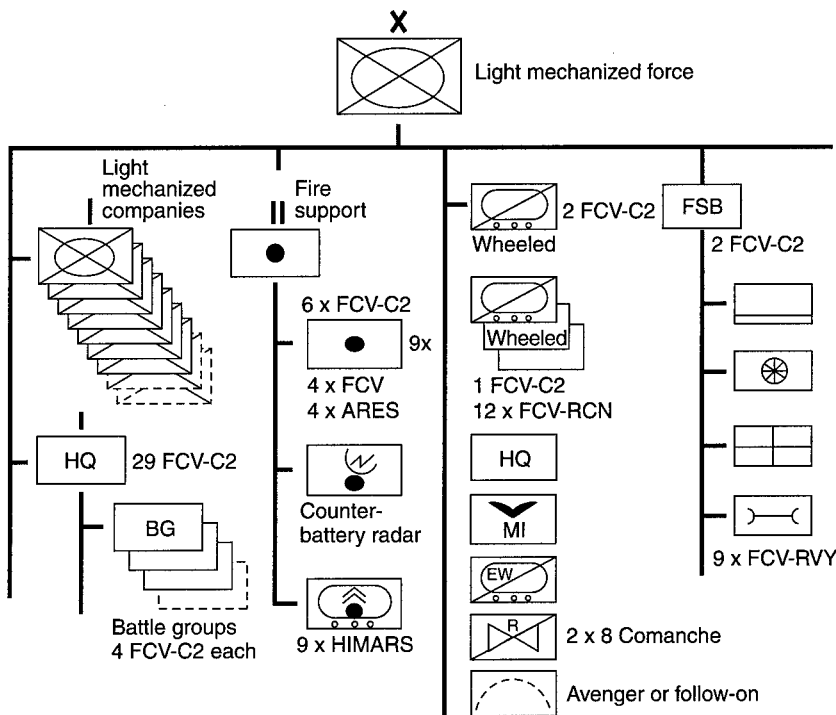 X
Light mechanized force
Light
mechanized
companies
HQ
29 FCV-C2
BG
Battle groups
4 FCV-C2 each
Fire
support
6 x FCV-C2
9x
4 x FCV
4 x ARES
Counter-
battery radar
9 x HIMARS
2 FCV-C2
Wheeled
Wheeled
1 FCV-C2
12 x FCV-RCN
HQ
MI
EW
R
2 x 8 Comanche
Avenger or follow-on
FSB
2 FCV-C2
9 x FCV-RVY